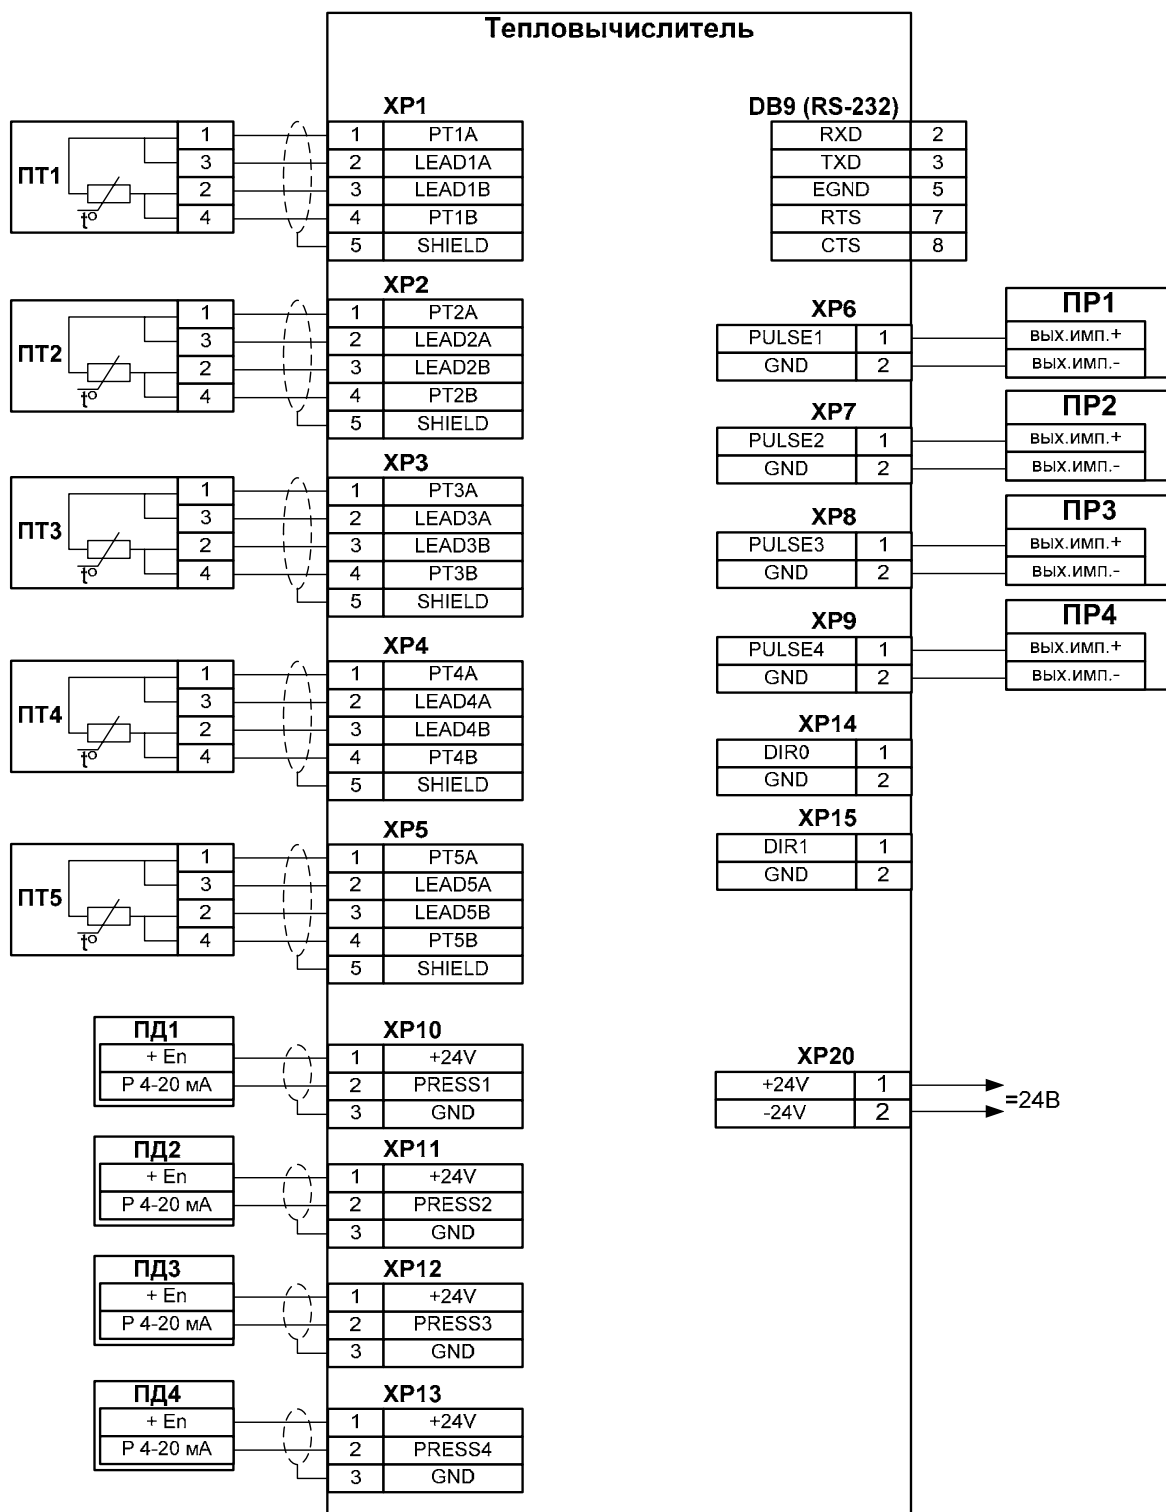 Тепловычислитель
XP1
ПТ1
1 1 PT1A
3 2 LEAD1A
2 3 LEAD1B
4 4 PT1B
5 SHIELD
t°
XP2
ПТ2
1 1 PT2A
3 2 LEAD2A
2 3 LEAD2B
4 4 PT2B
5 SHIELD
t°
XP3
ПТ3
1 1 PT3A
3 2 LEAD3A
2 3 LEAD3B
4 4 PT3B
5 SHIELD
t°
XP4
ПТ4
1 1 PT4A
3 2 LEAD4A
2 3 LEAD4B
4 4 PT4B
5 SHIELD
t°
XP5
ПТ5
1 1 PT5A
3 2 LEAD5A
2 3 LEAD5B
4 4 PT5B
5 SHIELD
t°
ПД1 XP10
+ En 1 +24V
P 4-20 мА 2 PRESS1
3 GND
ПД2 XP11
+ En 1 +24V
P 4-20 мА 2 PRESS2
3 GND
ПД3 XP12
+ En 1 +24V
P 4-20 мА 2 PRESS3
3 GND
ПД4 XP13
+ En 1 +24V
P 4-20 мА 2 PRESS4
3 GND
DB9 (RS-232)
RXD 2
TXD 3
EGND 5
RTS 7
CTS 8
XP6 ПР1
PULSE1 1 вых.имп.+
GND 2 вых.имп.-
XP7 ПР2
PULSE2 1 вых.имп.+
GND 2 вых.имп.-
XP8 ПР3
PULSE3 1 вых.имп.+
GND 2 вых.имп.-
XP9 ПР4
PULSE4 1 вых.имп.+
GND 2 вых.имп.-
XP14
DIR0 1
GND 2
XP15
DIR1 1
GND 2
XP20
+24V 1
-24V 2
=24В